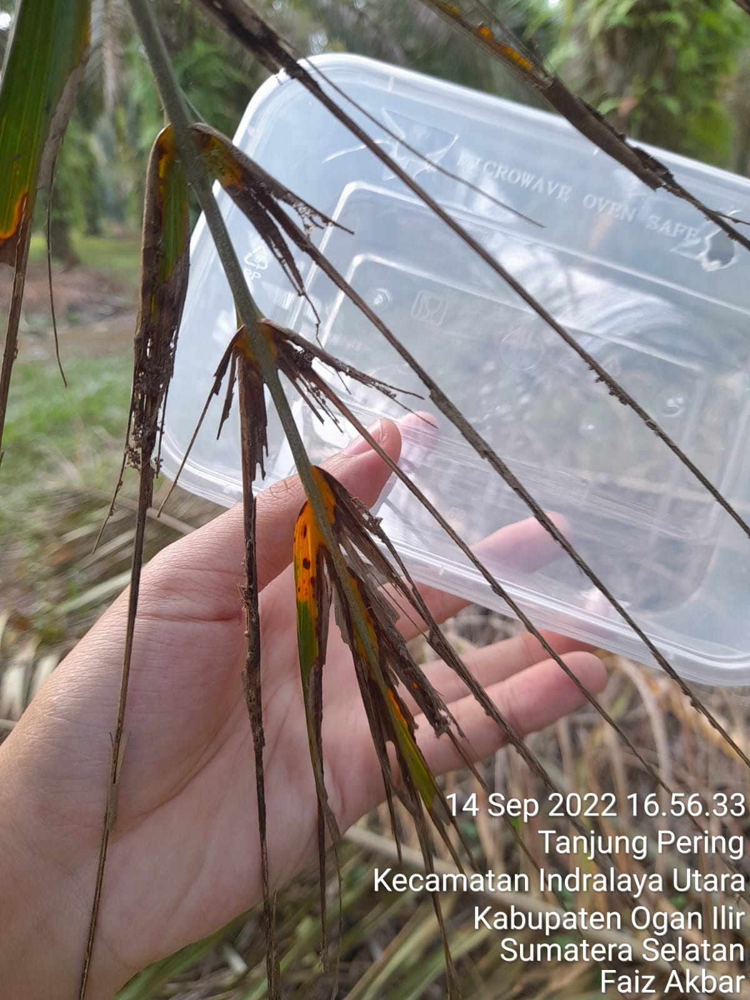 MICROWAVE OVEN SAFE
PP
14 Sep 2022 16.56.33
Tanjung Pering
Kecamatan Indralaya Utara
Kabupaten Ogan Ilir
Sumatera Selatan
Faiz Akbar